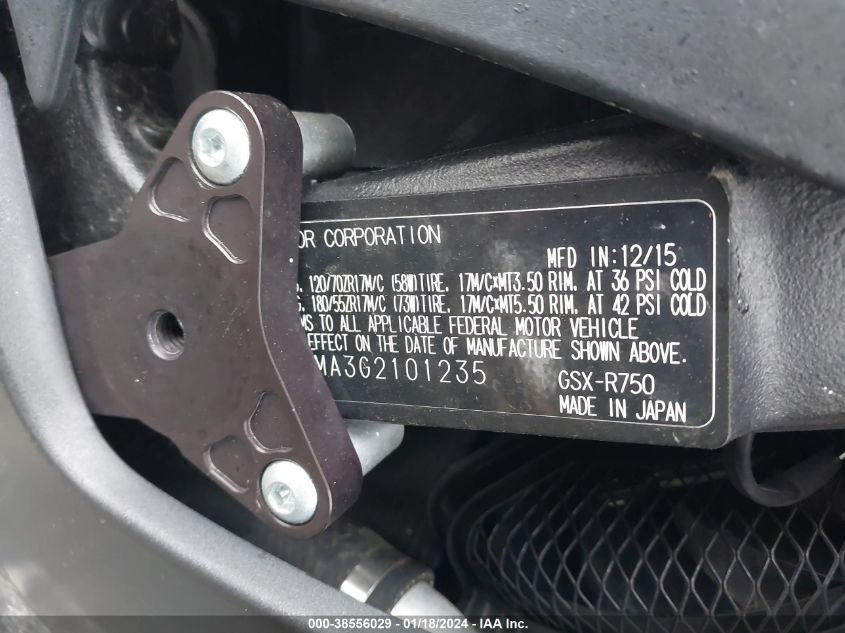 OR CORPORATION
MFD IN:12/15
120/70ZR17M/C (58W)TIRE, 17M/C×MT3.50 RIM, AT 36 PSI COLD
G. 180/55ZR17M/C (73W)TIRE, 17M/C×MT5.50 RIM, AT 42 PSI COLD
MS TO ALL APPLICABLE FEDERAL MOTOR VEHICLE
EFFECT ON THE DATE OF MANUFACTURE SHOWN ABOVE.
MA3G2101235
GSX-R750
MADE IN JAPAN
000-38556029 - 01/18/2024 - IAA Inc.